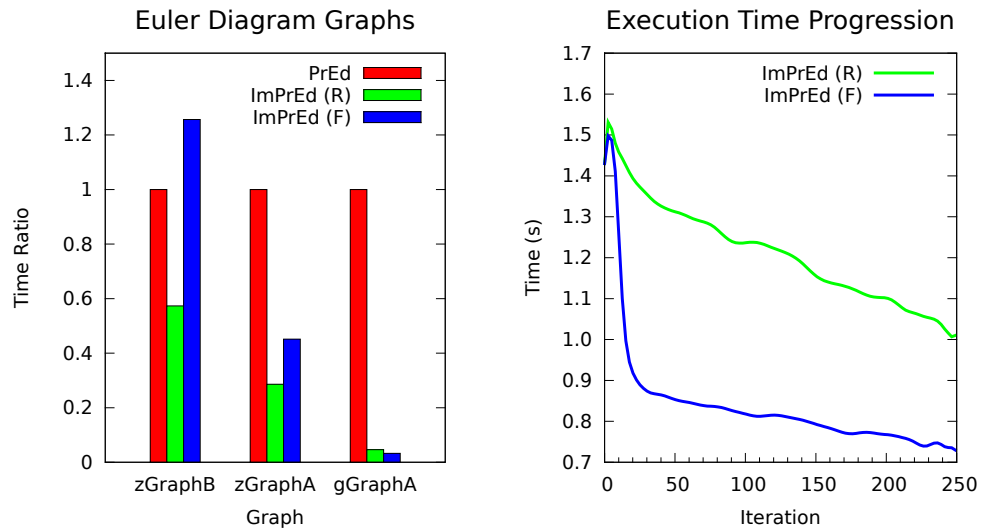 Euler Diagram Graphs
PrEd
ImPrEd (R)
ImPrEd (F)
Time Ratio
1.4
1.2
1
0.8
0.6
0.4
0.2
0
zGraphB zGraphA gGraphA
Graph
Execution Time Progression
ImPrEd (R)
ImPrEd (F)
Time (s)
1.7
1.6
1.5
1.4
1.3
1.2
1.1
1.0
0.9
0.8
0.7
0 50 100 150 200 250
Iteration